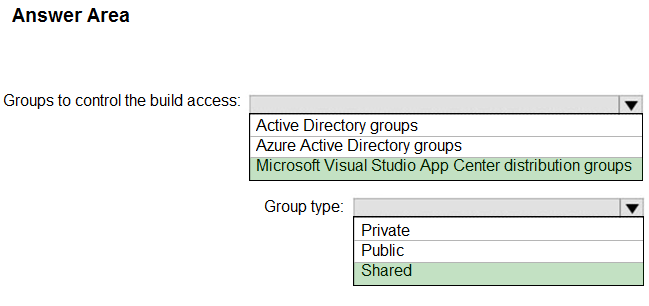 Answer Area
Groups to control the build access:
Active Directory groups
Azure Active Directory groups
Microsoft Visual Studio App Center distribution groups
Group type:
Private
Public
Shared